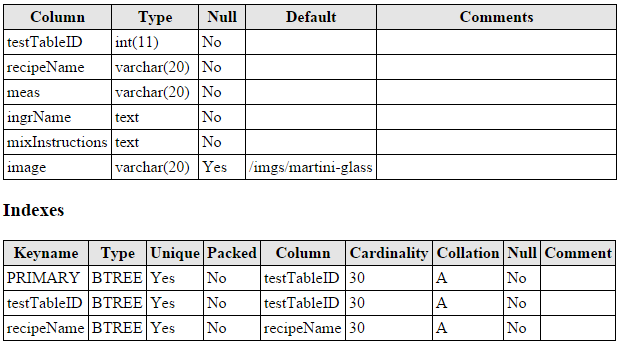 Column Type Null Default Comments
testTableID int(11) No
recipeName varchar(20) No
meas varchar(20) No
ingrName text No
mixInstructions text No
image varchar(20) Yes /imgs/martini-glass
Indexes
Keyname Type Unique Packed Column Cardinality Collation Null Comment
PRIMARY BTREE Yes No testTableID 30 A No
testTableID BTREE Yes No testTableID 30 A No
recipeName BTREE Yes No recipeName 30 A No